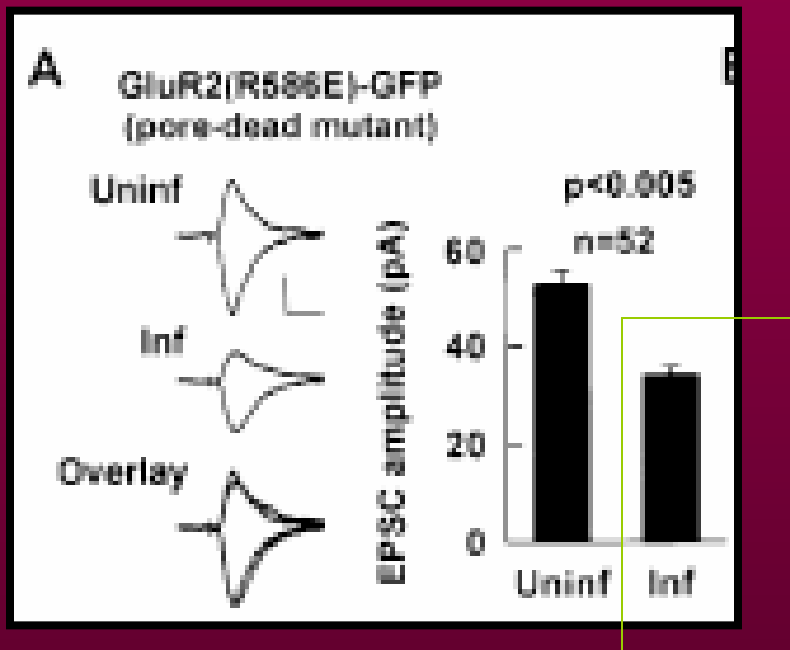 A
GluR2(R586E)-GFP
(pore-dead mutant)
Uninf
Inf
Overlay
EPSC amplitude (pA)
p<0.005
n=52
60
40
20
0
Uninf Inf